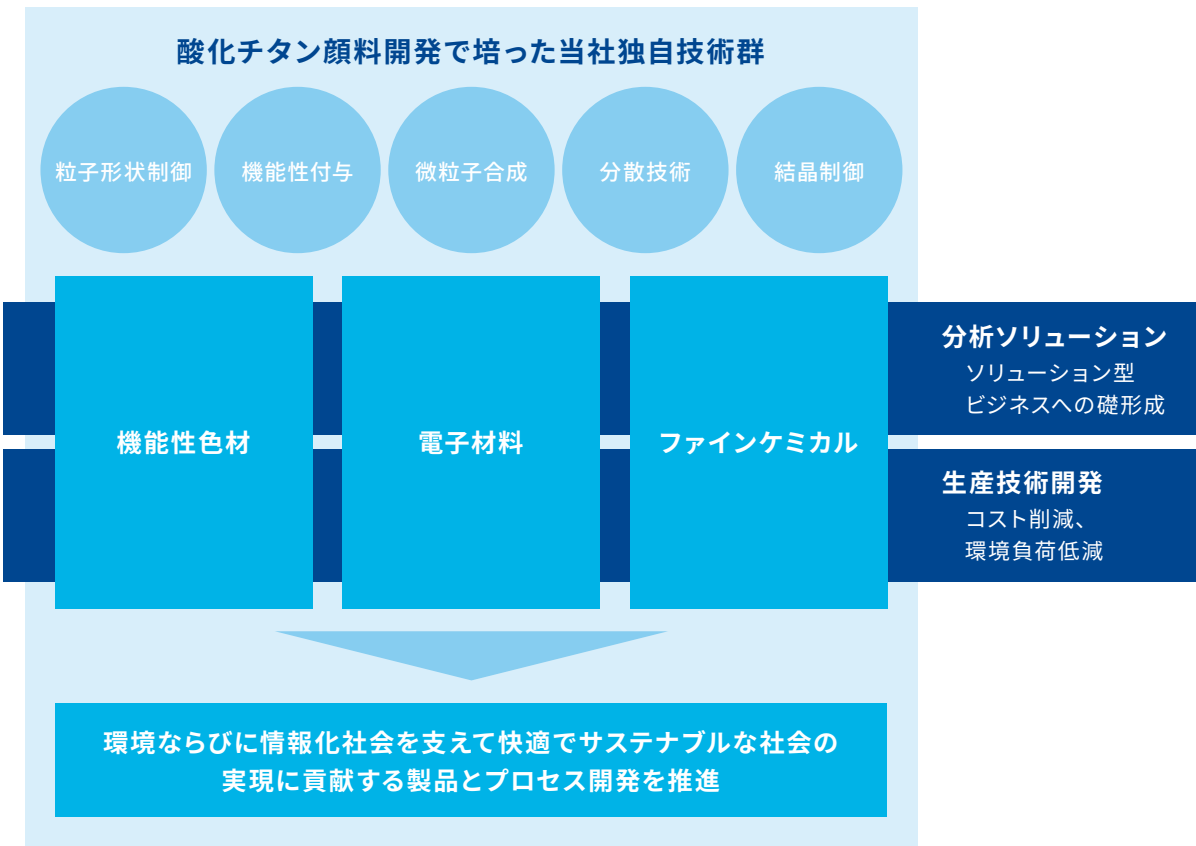 酸化チタン顔料開発で培った当社独自技術群
粒子形状制御
機能性付与
微粒子合成
分散技術
結晶制御
機能性色材
電子材料
ファインケミカル
分析ソリューション
ソリューション型
ビジネスへの礎形成
生産技術開発
コスト削減、
環境負荷低減
環境ならびに情報化社会を支えて快適でサステナブルな社会の
実現に貢献する製品とプロセス開発を推進